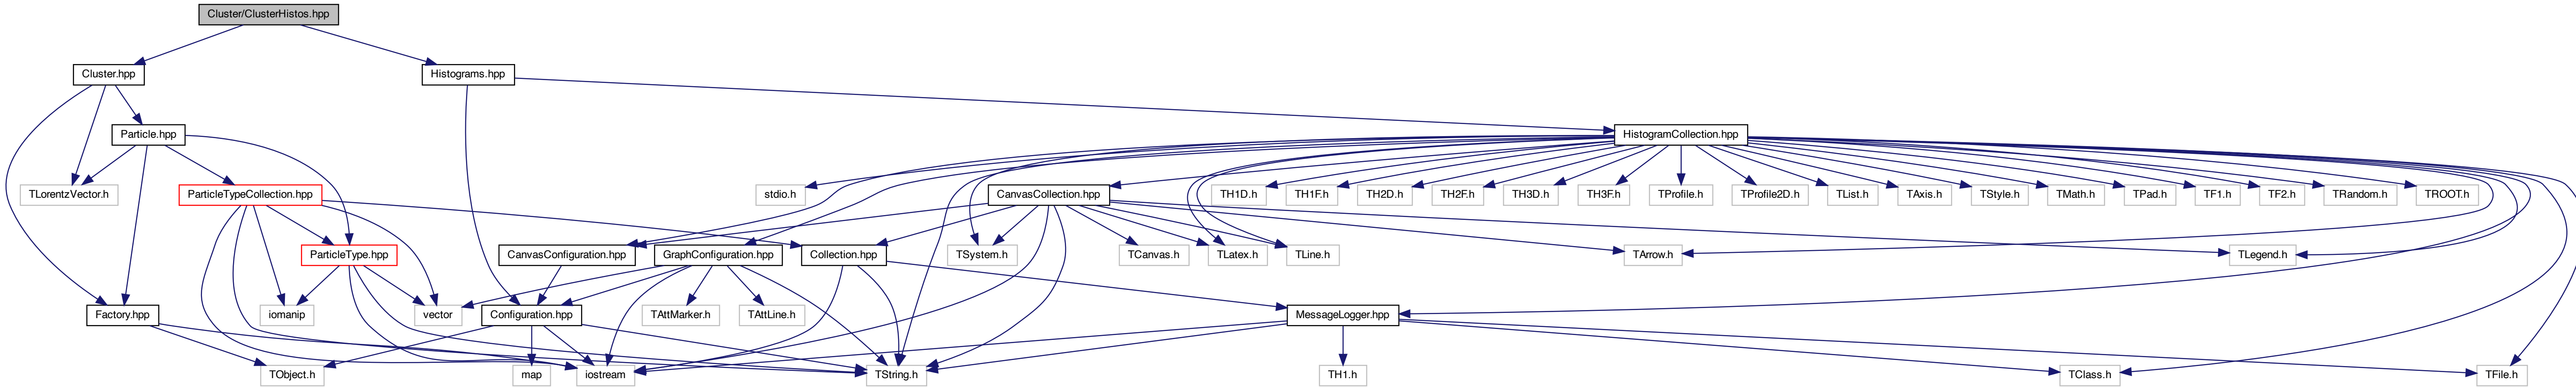 Cluster/ClusterHistos.hpp
Cluster.hpp
Histograms.hpp
Particle.hpp
HistogramCollection.hpp
TLorentzVector.h
ParticleTypeCollection.hpp
stdio.h
CanvasCollection.hpp
TH1D.h
TH1F.h
TH2D.h
TH2F.h
TH3D.h
TH3F.h
TProfile.h
TProfile2D.h
TList.h
TAxis.h
TStyle.h
TMath.h
TPad.h
TF1.h
TF2.h
TRandom.h
TROOT.h
ParticleType.hpp
CanvasConfiguration.hpp
GraphConfiguration.hpp
Collection.hpp
TSystem.h
TCanvas.h
TLatex.h
TLine.h
TArrow.h
TLegend.h
Factory.hpp
iomanip
vector
Configuration.hpp
TAttMarker.h
TAttLine.h
MessageLogger.hpp
TObject.h
map
iostream
TString.h
TH1.h
TClass.h
TFile.h